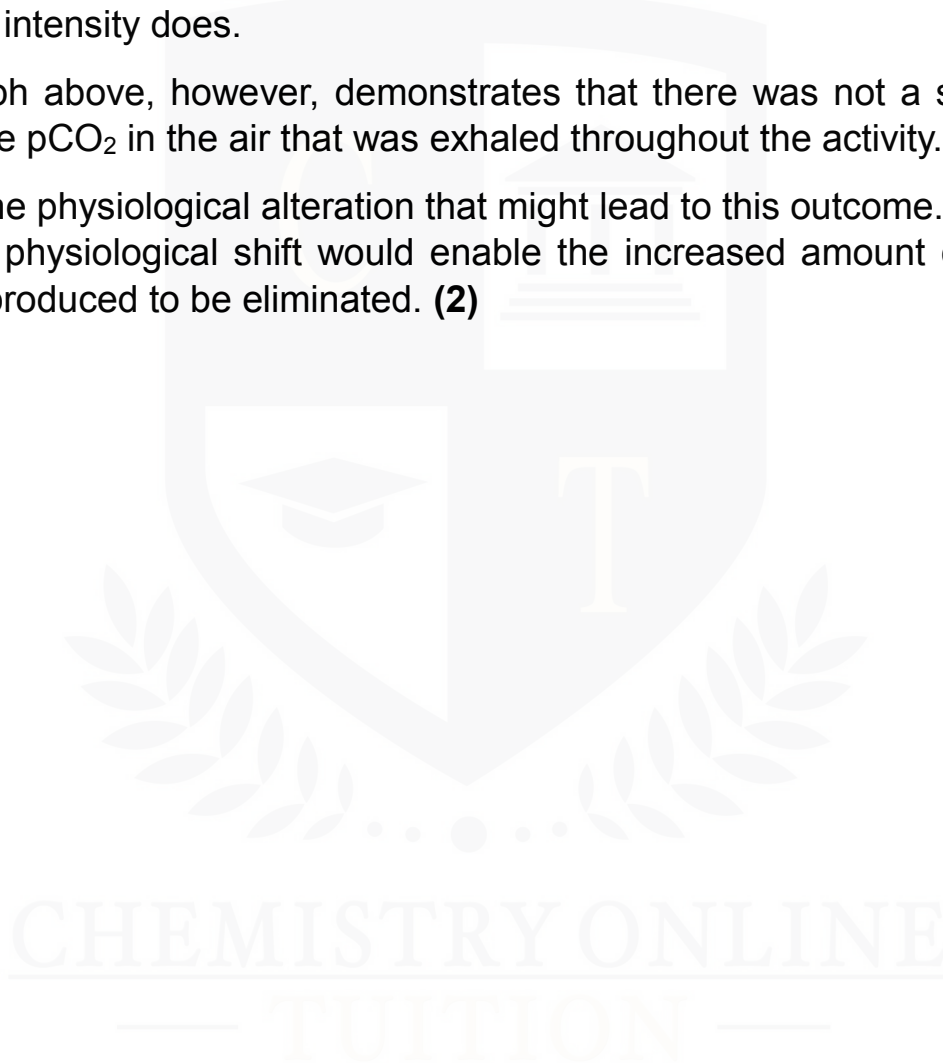 intensity does.
ph above, however, demonstrates that there was not a s
e pCO₂ in the air that was exhaled throughout the activity.
ne physiological alteration that might lead to this outcome.
physiological shift would enable the increased amount
produced to be eliminated. (2)
C
T
CHEMISTRY ONLINE
TUITION